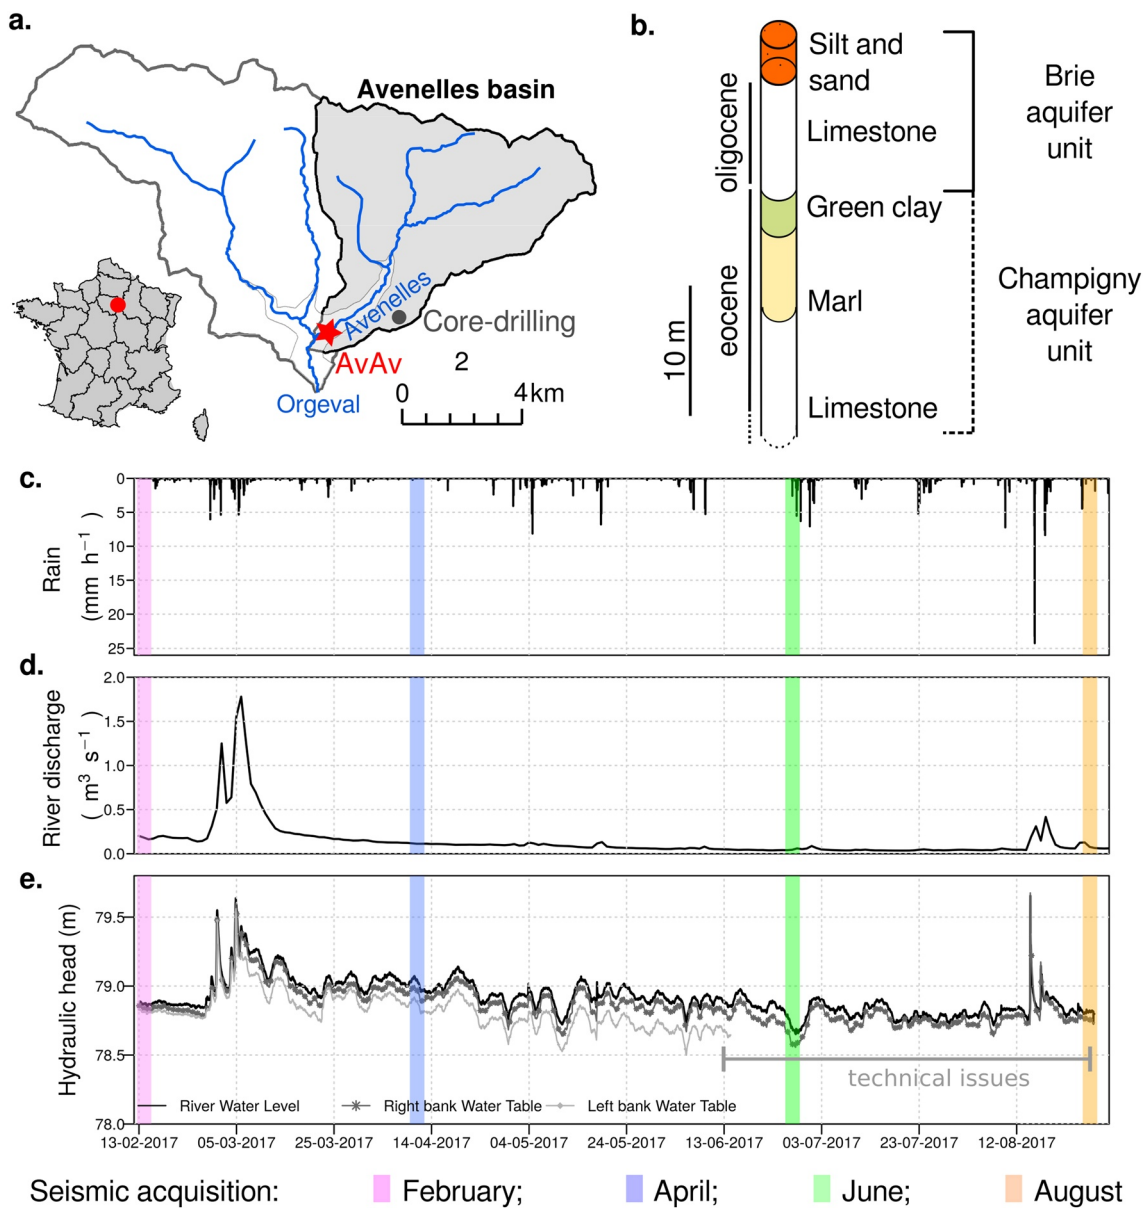 a.
Avenelles basin
Avenelles
Core-drilling
AvAv
Orgeval
2
0
4 km
b.
oligocene
eocene
10 m
Silt and
sand
Limestone
Green clay
Marl
Limestone
Brie
aquifer
unit
Champigny
aquifer
unit
c.
Rain
(mm h−1)
0
5
10
15
20
25
d.
River discharge
( m3 s−1 )
2.0
1.5
1.0
0.5
0.0
e.
Hydraulic head (m)
79.5
79.0
78.5
78.0
technical issues
River Water Level
Right bank Water Table
Left bank Water Table
13-02-2017 05-03-2017 25-03-2017 14-04-2017 04-05-2017 24-05-2017 13-06-2017 03-07-2017 23-07-2017 12-08-2017
Seismic acquisition: February; April; June; August